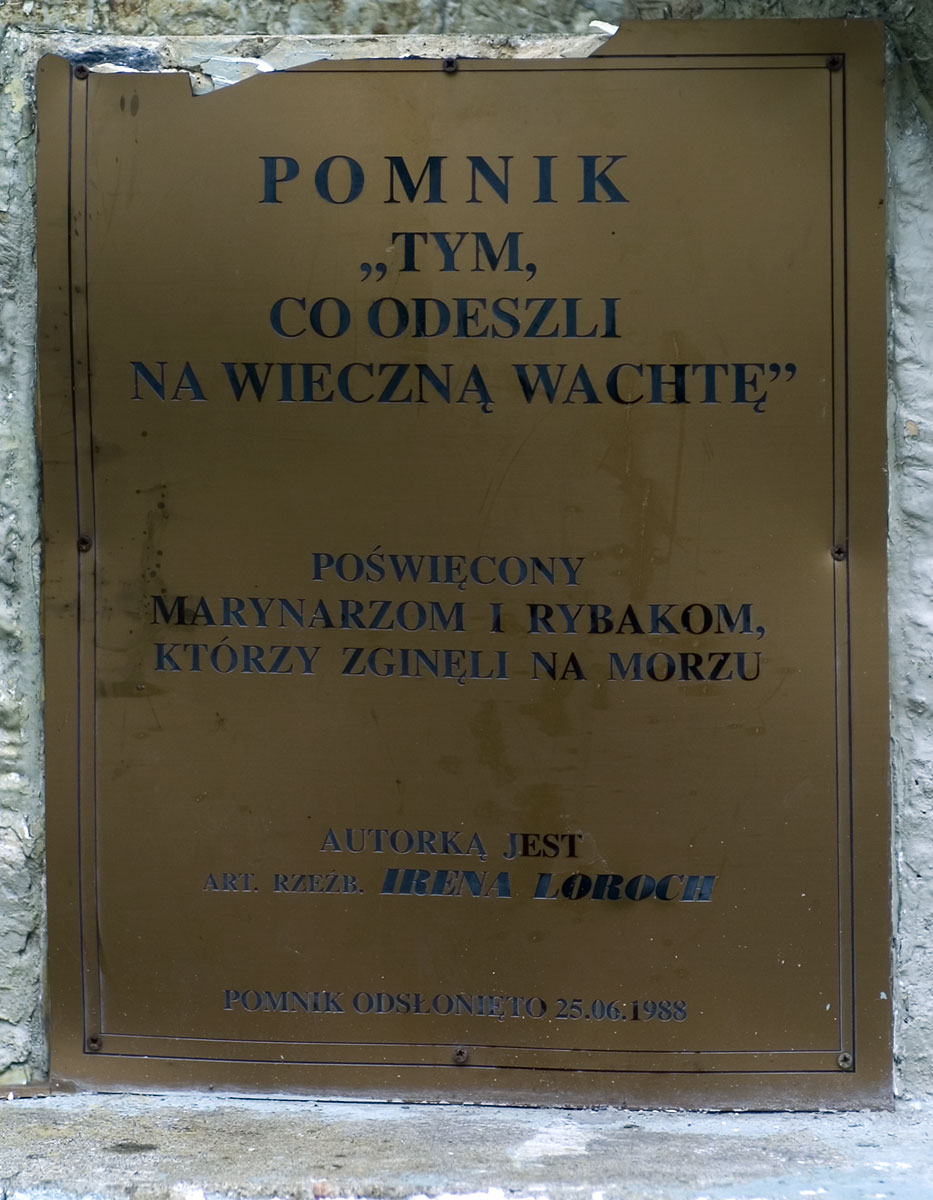 POMNIK
„TYM,
CO ODESZLI
NA WIECZNĄ WACHTĘ”
POŚWIĘCONY
MARYNARZOM I RYBAKOM,
KTÓRZY ZGINĘLI NA MORZU
AUTORKĄ JEST
ART. RZEŹB. IRENA LOROCH
POMNIK ODSŁONIĘTO 25.06.1988